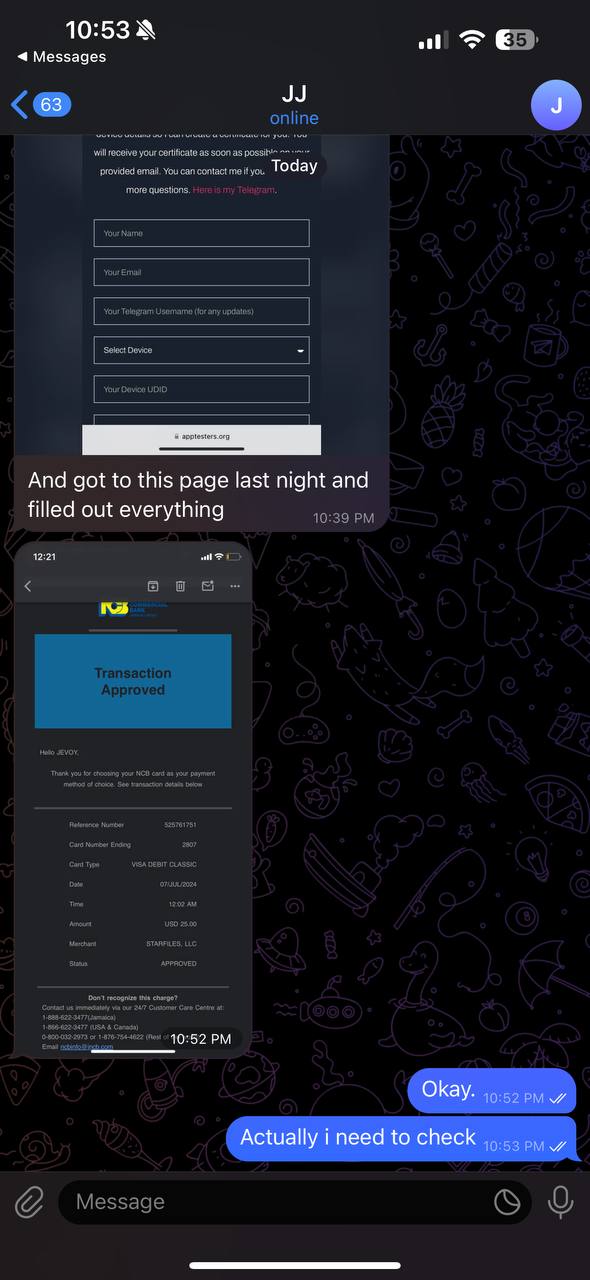 10:53
35
Messages
63
JJ
online
J
device details so I can create a certificate for you. You
will receive your certificate as soon as possible on your
Today
provided email. You can contact me if you
more questions. Here is my Telegram.
Your Name
Your Email
Your Telegram Username (for any updates)
Select Device
Your Device UDID
apptesters.org
And got to this page last night and
filled out everything
10:39 PM
12:21
NCB
COMMERCIAL
BANK
Transaction
Approved
Hello JEVOY,
Thank you for choosing your NCB card as your payment
method of choice. See transaction details below
Reference Number 525761751
Card Number Ending 2807
Card Type VISA DEBIT CLASSIC
Date 07/JUL/2024
Time 12:02 AM
Amount USD 25.00
Merchant STARFILES, LLC
Status APPROVED
Don't recognize this charge?
Contact us immediately via our 24/7 Customer Care Centre at:
1-888-622-3477(Jamaica)
1-866-622-3477 (USA & Canada)
0-800-032-2973 or 1-876-754-4622 (Rest of
10:52 PM
Email ncbinfo@jncb.com
Okay. 10:52 PM
Actually i need to check 10:53 PM
Message